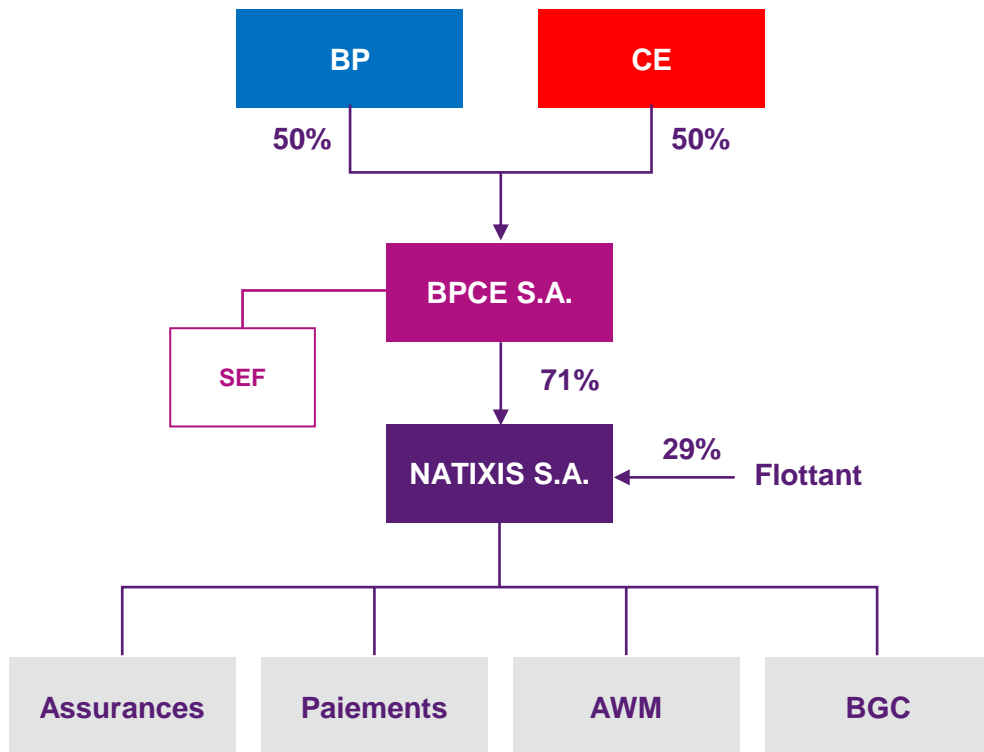 BP
CE
50%
50%
BPCE S.A.
SEF
71%
NATIXIS S.A.
29%
Flottant
Assurances
Paiements
AWM
BGC